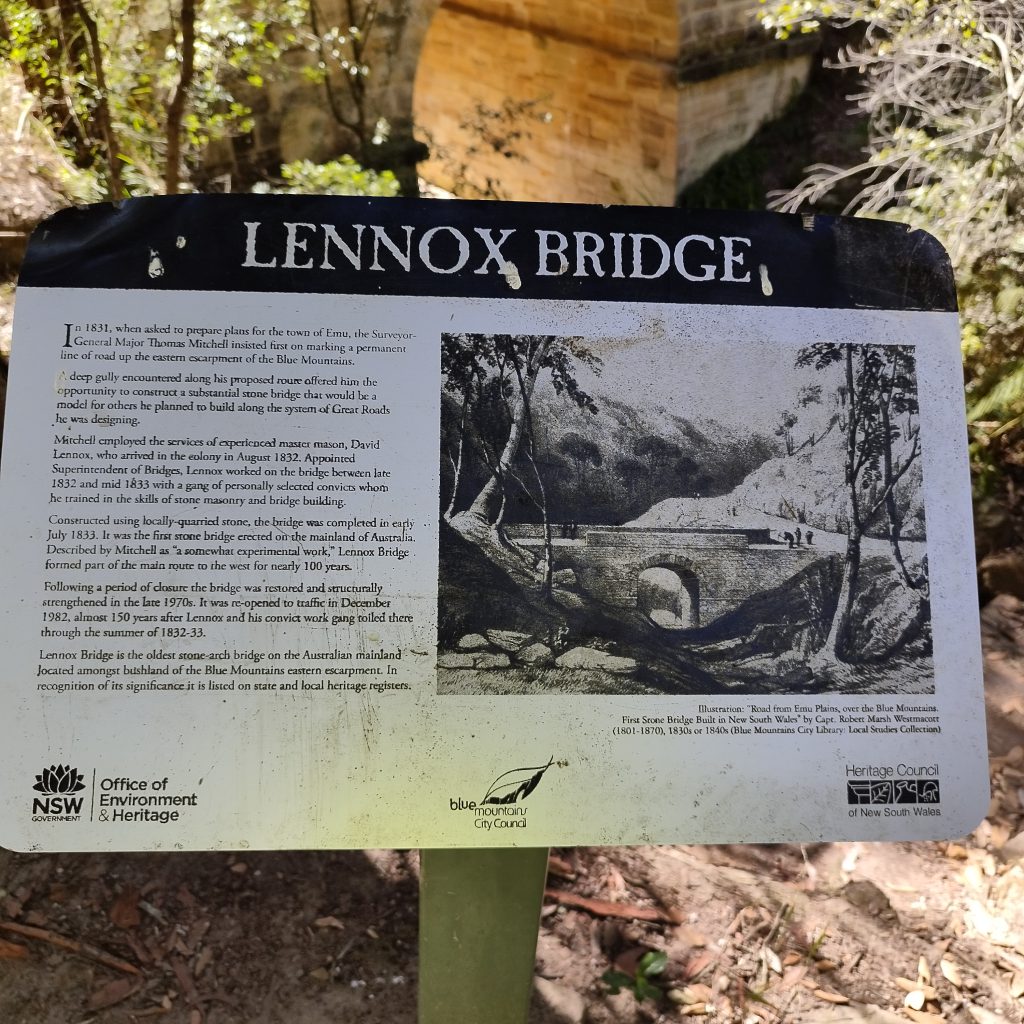 LENNOX BRIDGE
In 1831, when asked to prepare plans for the town of Emu, the Surveyor-
General Major Thomas Mitchell insisted first on marking a permanent
line of road up the eastern escarpment of the Blue Mountains.
A deep gully encountered along his proposed route offered him the
opportunity to construct a substantial stone bridge that would be a
model for others he planned to build along the system of Great Roads
he was designing.
Mitchell employed the services of experienced master mason, David
Lennox, who arrived in the colony in August 1832. Appointed
Superintendent of Bridges, Lennox worked on the bridge between late
1832 and mid 1833 with a gang of personally selected convicts whom
he trained in the skills of stone masonry and bridge building.
Constructed using locally-quarried stone, the bridge was completed in early
July 1833. It was the first stone bridge erected on the mainland of Australia.
Described by Mitchell as "a somewhat experimental work," Lennox Bridge
formed part of the main route to the west for nearly 100 years.
Following a period of closure the bridge was restored and structurally
strengthened in the late 1970s. It was re-opened to traffic in December
1982, almost 150 years after Lennox and his convict work gang toiled there
through the summer of 1832-33.
Lennox Bridge is the oldest stone-arch bridge on the Australian mainland
located amongst bushland of the Blue Mountains eastern escarpment. In
recognition of its significance it is listed on state and local heritage registers.
Illustration: "Road from Emu Plains, over the Blue Mountains.
First Stone Bridge Built in New South Wales" by Capt. Robert Marsh Westmacott
(1801-1870), 1830s or 1840s (Blue Mountains City Library: Local Studies Collection)
NSW
GOVERNMENT
Office of
Environment
& Heritage
blue mountains
City Council
Heritage Council
of New South Wales